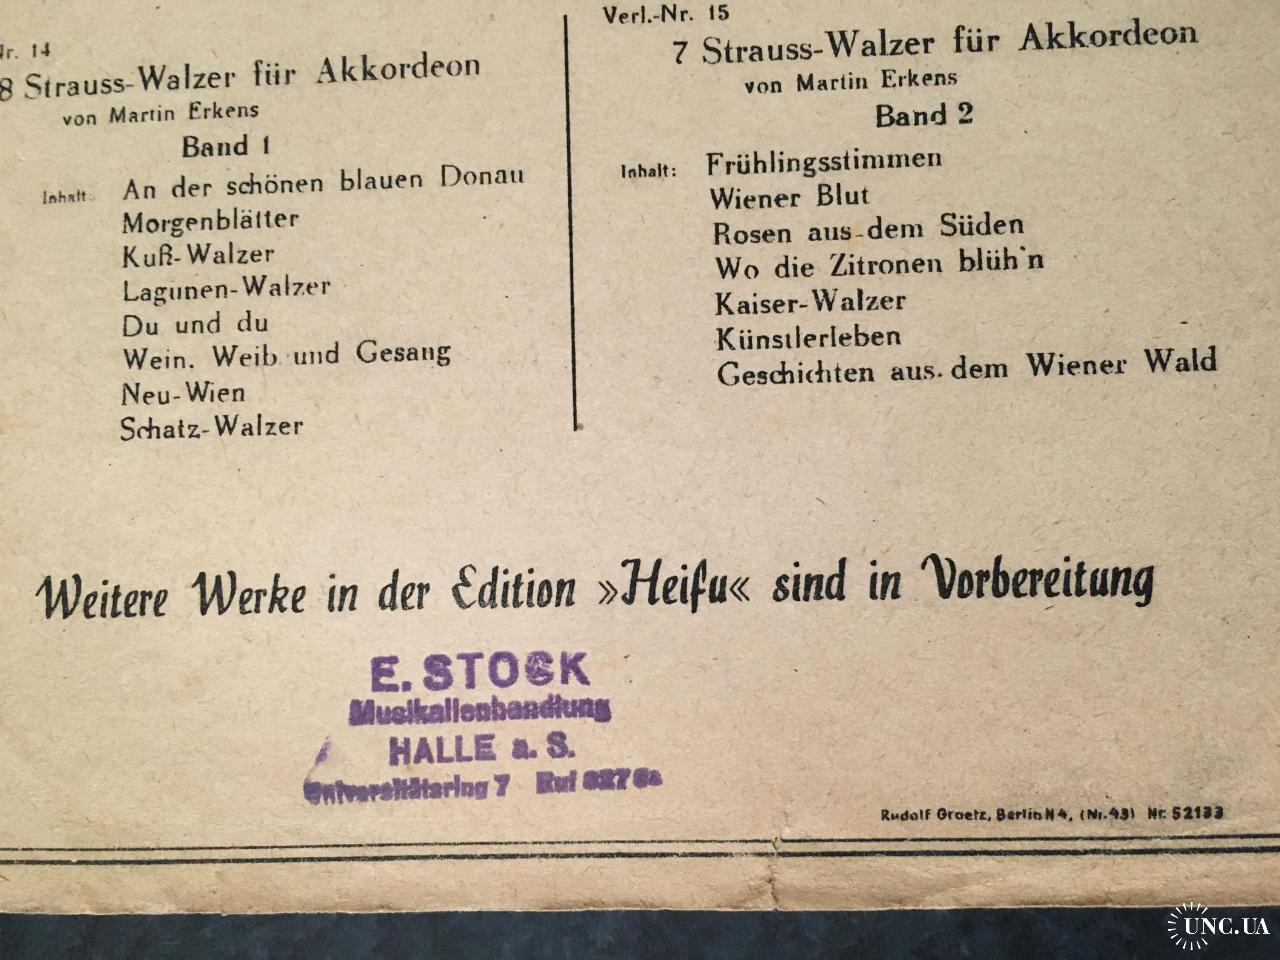 Nr. 14
8 Strauss-Walzer für Akkordeon
von Martin Erkens
Band 1
Inhalt: An der schönen blauen Donau
Morgenblätter
Kuß-Walzer
Lagunen-Walzer
Du und du
Wein, Weib und Gesang
Neu-Wien
Schatz-Walzer
Verl.-Nr. 15
7 Strauss-Walzer für Akkordeon
von Martin Erkens
Band 2
Inhalt: Frühlingsstimmen
Wiener Blut
Rosen aus dem Süden
Wo die Zitronen blüh'n
Kaiser-Walzer
Künstlerleben
Geschichten aus dem Wiener Wald
Weitere Werke in der Edition »Heifu« sind in Vorbereitung
E. STOCK
Musikalienhandlung
HALLE a. S.
Universitätsring 7 Ruf
Rudolf Graetz, Berlin N4, (Nr. 43) Nr. 52133
UNC.UA